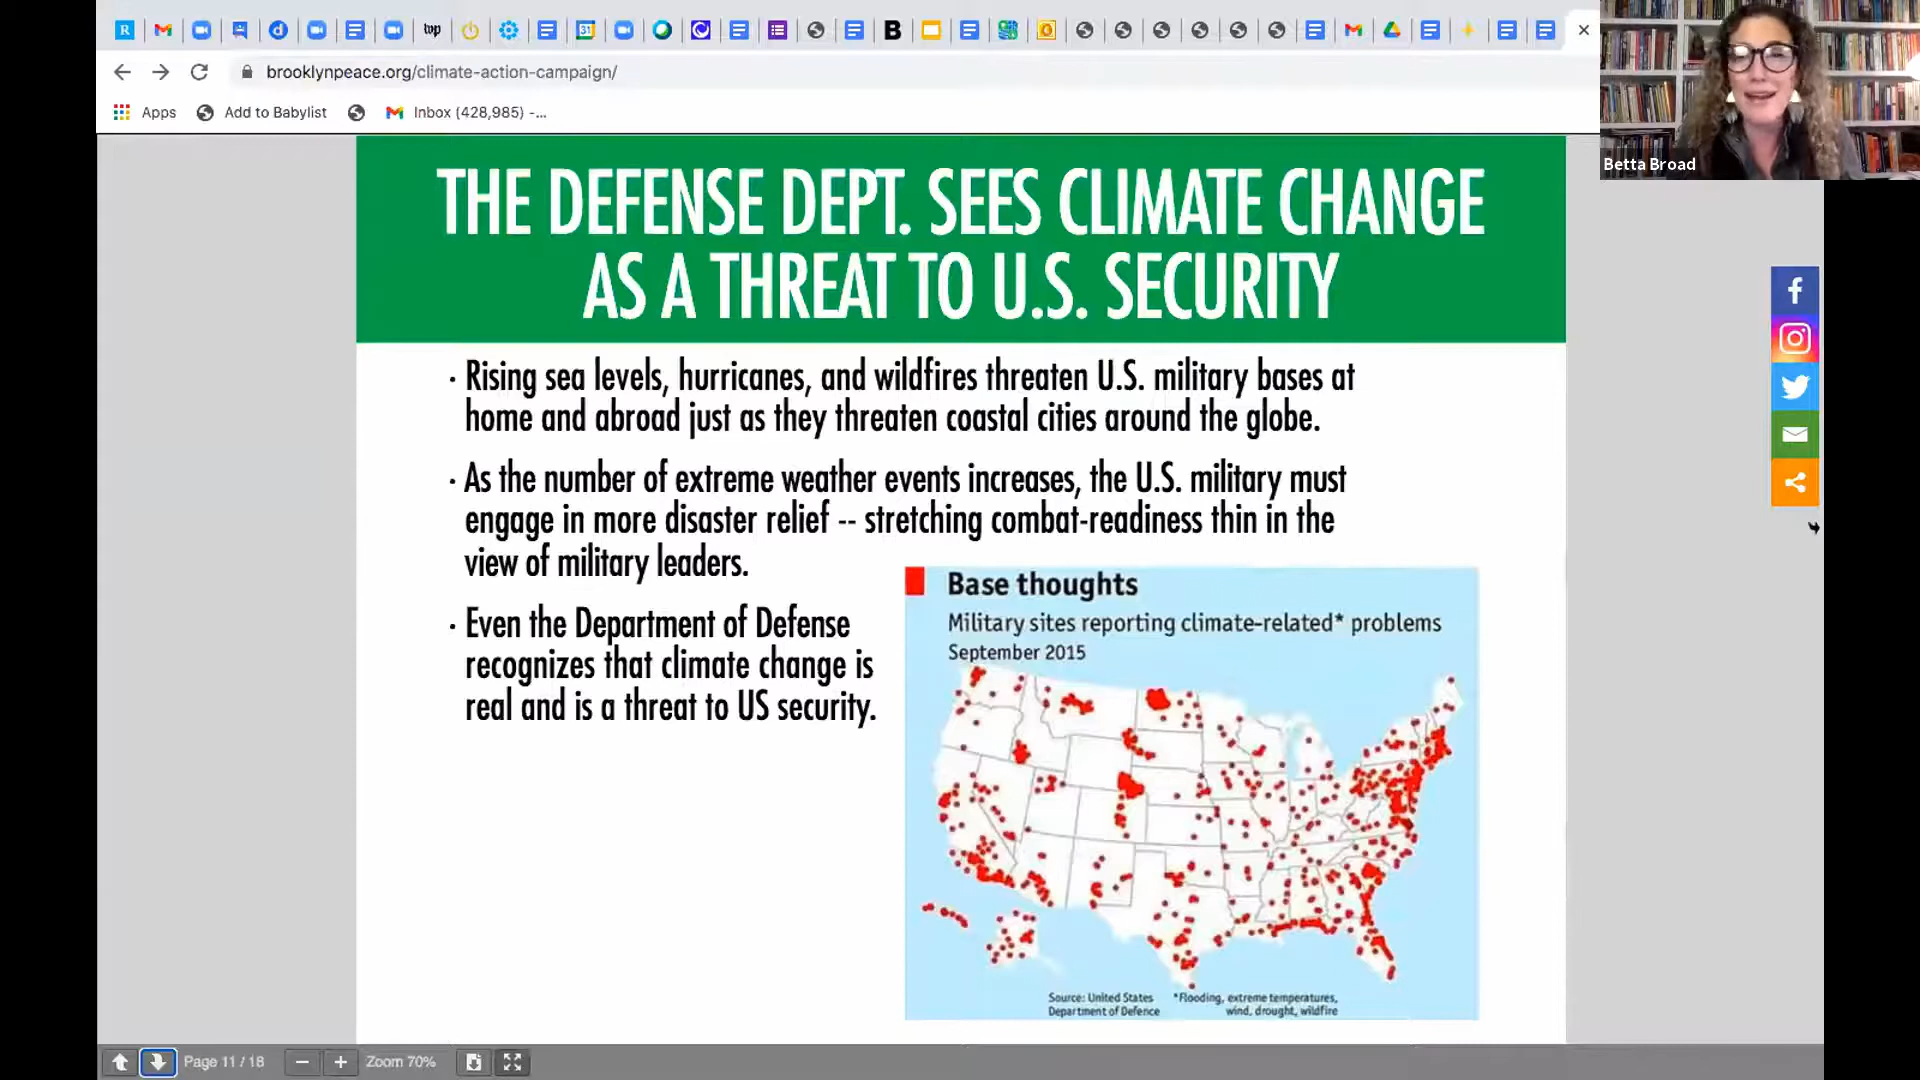 brooklynpeace.org/climate-action-campaign/
Apps
Add to Babylist
Inbox (428,985) -...
Betta Broad
THE DEFENSE DEPT. SEES CLIMATE CHANGE
AS A THREAT TO U.S. SECURITY
· Rising sea levels, hurricanes, and wildfires threaten U.S. military bases at
home and abroad just as they threaten coastal cities around the globe.
· As the number of extreme weather events increases, the U.S. military must
engage in more disaster relief -- stretching combat-readiness thin in the
view of military leaders.
· Even the Department of Defense
recognizes that climate change is
real and is a threat to US security.
Base thoughts
Military sites reporting climate-related* problems
September 2015
Source: United States
Department of Defence
*Flooding, extreme temperatures,
wind, drought, wildfire
Page 11 / 18
Zoom 70%